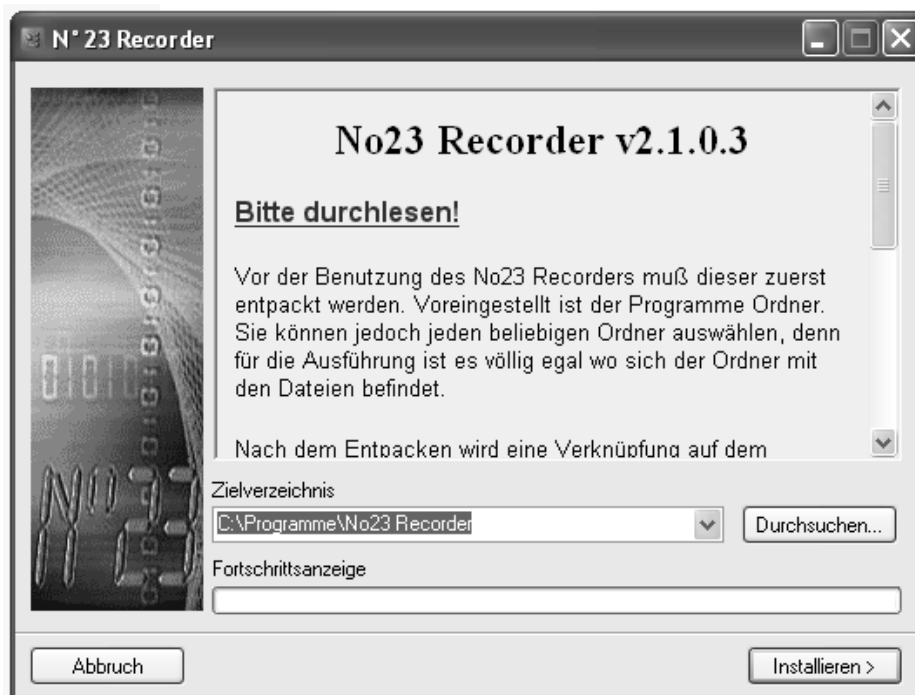 N°23 Recorder
No23 Recorder v2.1.0.3
Bitte durchlesen!
Vor der Benutzung des No23 Recorders muß dieser zuerst
entpackt werden. Voreingestellt ist der Programme Ordner.
Sie können jedoch jeden beliebigen Ordner auswählen, denn
für die Ausführung ist es völlig egal wo sich der Ordner mit
den Dateien befindet.
Nach dem Entpacken wird eine Verknüpfung auf dem
N°23
Zielverzeichnis
C:\Programme\No23 Recorder
Durchsuchen...
Fortschrittsanzeige
Abbruch
Installieren >